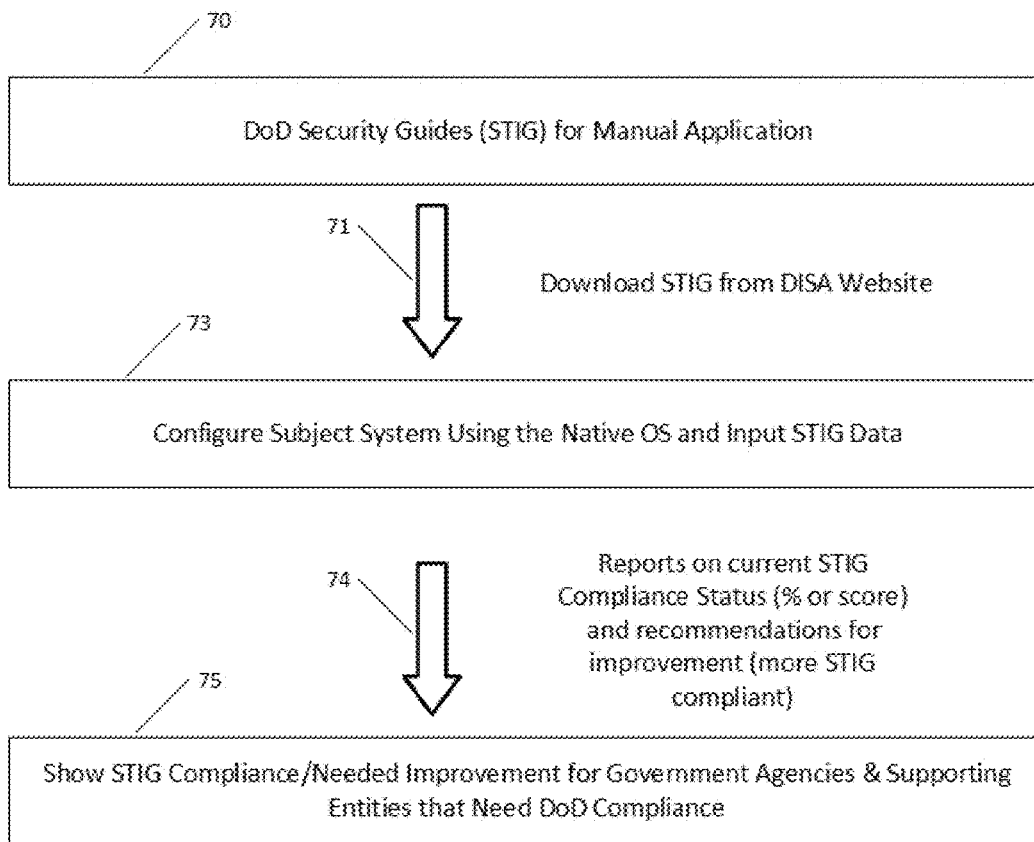 70
DoD Security Guides (STIG) for Manual Application
71
Download STIG from DISA Website
73
Configure Subject System Using the Native OS and Input STIG Data
74
Reports on current STIG
Compliance Status (% or score)
and recommendations for
improvement (more STIG
compliant)
75
Show STIG Compliance/Needed Improvement for Government Agencies & Supporting
Entities that Need DoD Compliance